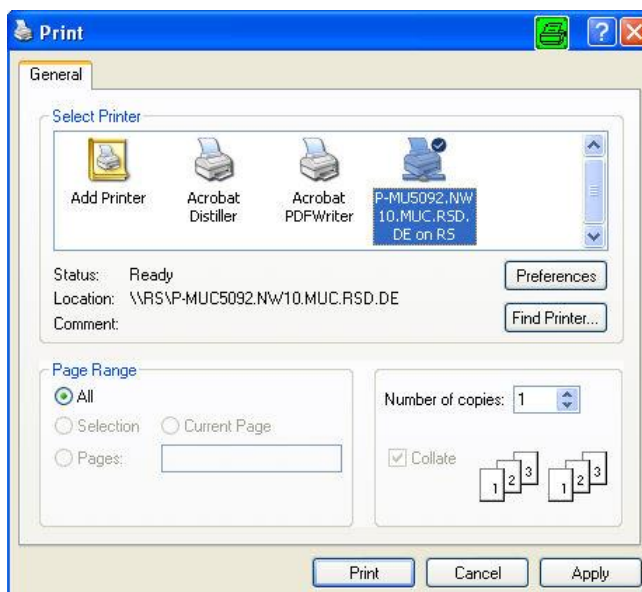 Print
General
Select Printer
Add Printer
Acrobat
Distiller
Acrobat
PDFWriter
P-MU5092.NW
10.MUC.RSD.
DE on RS
Status: Ready
Location: \\RS\P-MUC5092.NW10.MUC.RSD.DE
Comment:
Preferences
Find Printer...
Page Range
All
Selection Current Page
Pages:
Number of copies: 1
Collate
1 2 3 1 2 3
Print Cancel Apply